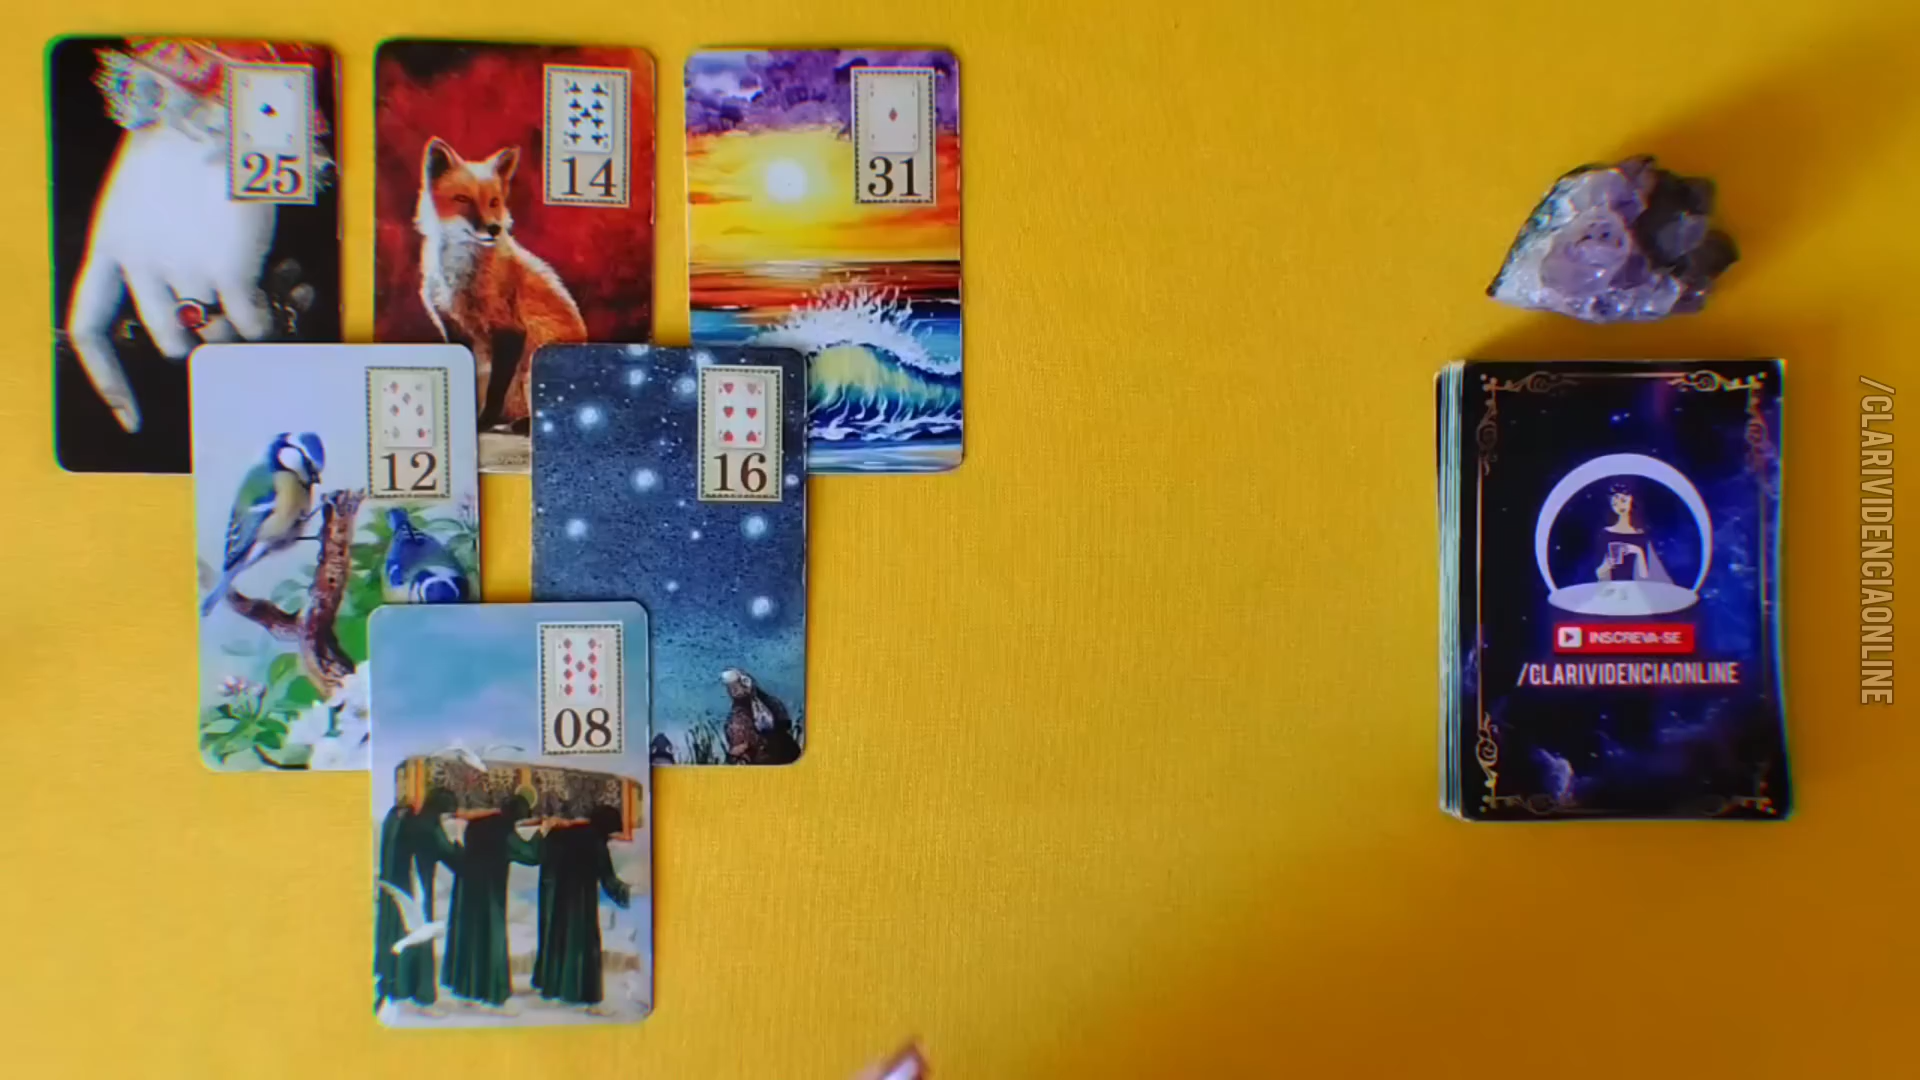 25
14
31
12
16
08
INSCREVA-SE
/CLARIVIDENCIAONLINE
/CLARIVIDENCIAONLINE